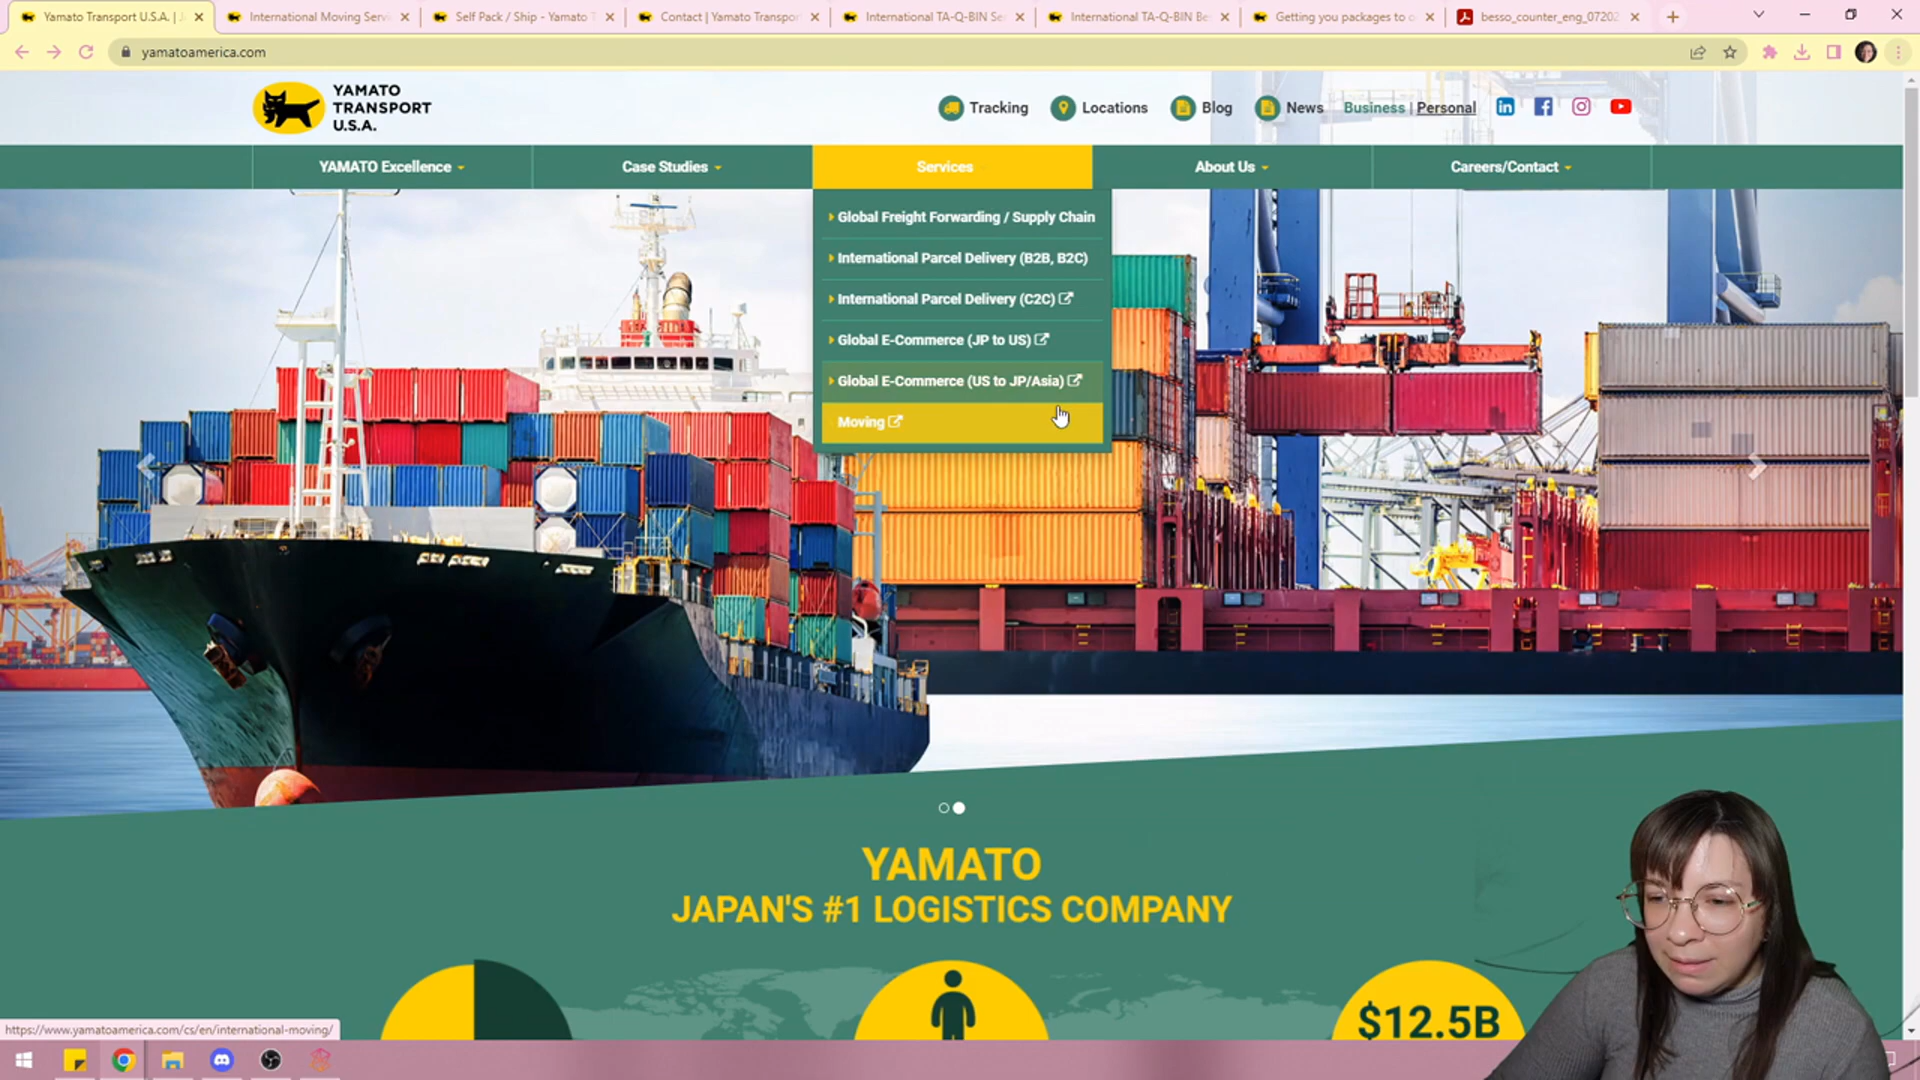 Yamato Transport U.S.A. | J
International Moving Servi
Self Pack / Ship - Yamato T
Contact | Yamato Transpor
International TA-Q-BIN Se
International TA-Q-BIN Be
Getting you packages to o
besso_counter_eng_07202
yamatoamerica.com
YAMATO
TRANSPORT
U.S.A.
Tracking
Locations
Blog
News
Business | Personal
YAMATO Excellence
Case Studies
Services
About Us
Careers/Contact
Global Freight Forwarding / Supply Chain
International Parcel Delivery (B2B, B2C)
International Parcel Delivery (C2C)
Global E-Commerce (JP to US)
Global E-Commerce (US to JP/Asia)
Moving
YAMATO
JAPAN'S #1 LOGISTICS COMPANY
$12.5B
https://www.yamatoamerica.com/cs/en/international-moving/